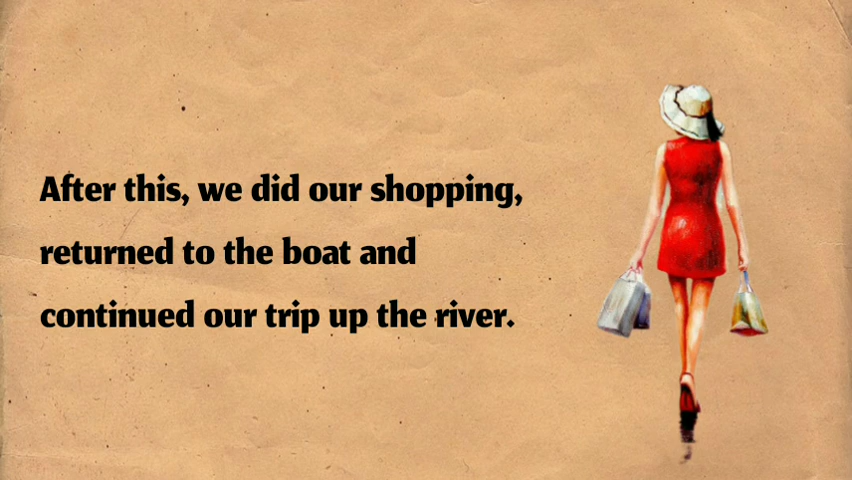 After this, we did our shopping,
returned to the boat and
continued our trip up the river.